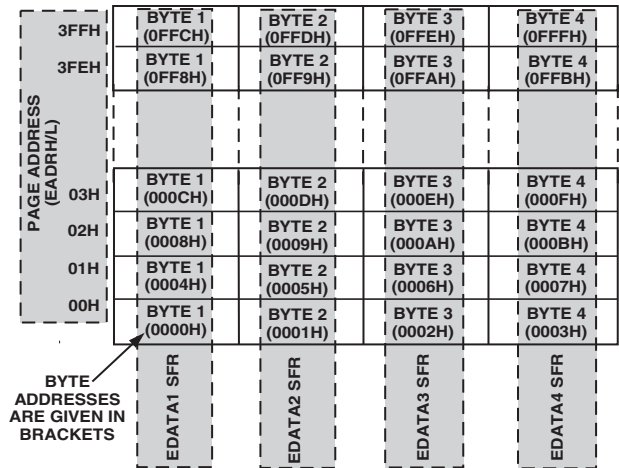 PAGE ADDRESS
(EADRH/L)
3FFH
BYTE 1
(0FFCH)
BYTE 2
(0FFDH)
BYTE 3
(0FFEH)
BYTE 4
(0FFFH)
3FEH
BYTE 1
(0FF8H)
BYTE 2
(0FF9H)
BYTE 3
(0FFAH)
BYTE 4
(0FFBH)
03H
BYTE 1
(000CH)
BYTE 2
(000DH)
BYTE 3
(000EH)
BYTE 4
(000FH)
02H
BYTE 1
(0008H)
BYTE 2
(0009H)
BYTE 3
(000AH)
BYTE 4
(000BH)
01H
BYTE 1
(0004H)
BYTE 2
(0005H)
BYTE 3
(0006H)
BYTE 4
(0007H)
00H
BYTE 1
(0000H)
BYTE 2
(0001H)
BYTE 3
(0002H)
BYTE 4
(0003H)
BYTE
ADDRESSES
ARE GIVEN IN
BRACKETS
EDATA1 SFR
EDATA2 SFR
EDATA3 SFR
EDATA4 SFR